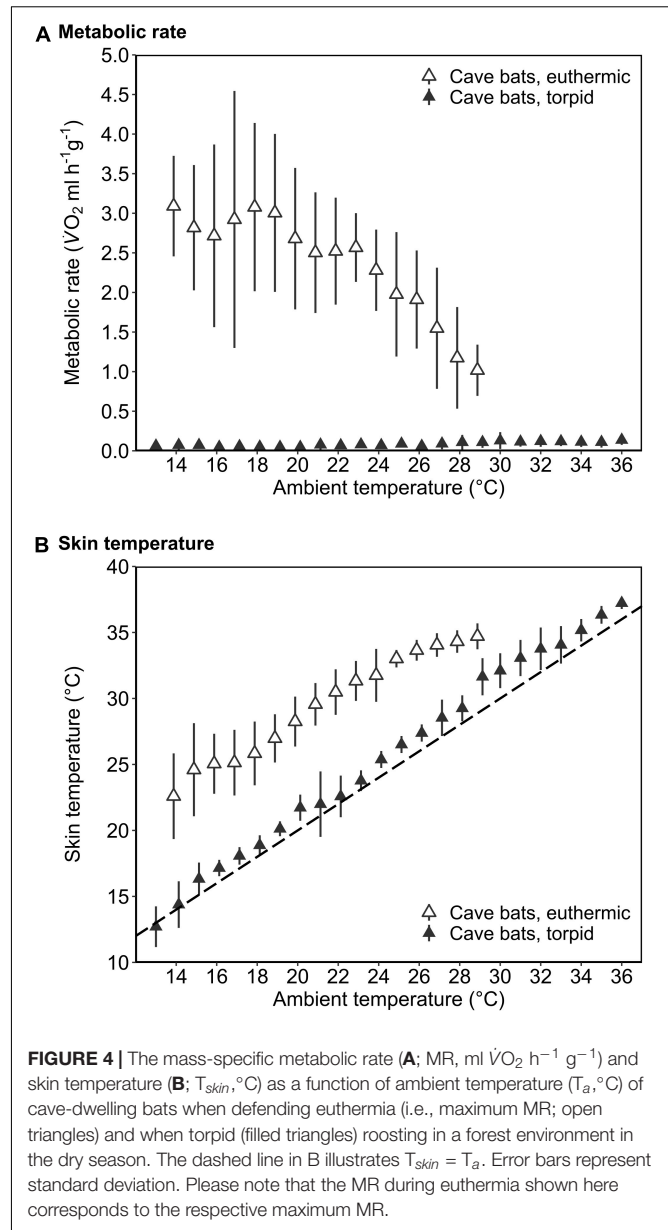 A Metabolic rate
5.0
4.5
4.0
3.5
3.0
2.5
2.0
1.5
1.0
0.5
0.0
Metabolic rate (V̇O₂ ml h⁻¹g⁻¹)
Cave bats, euthermic
Cave bats, torpid
14 16 18 20 22 24 26 28 30 32 34 36
Ambient temperature (°C)
B Skin temperature
40
35
30
25
20
15
10
Skin temperature (°C)
Cave bats, euthermic
Cave bats, torpid
14 16 18 20 22 24 26 28 30 32 34 36
Ambient temperature (°C)
FIGURE 4 | The mass-specific metabolic rate (A; MR, ml V̇O₂ h⁻¹ g⁻¹) and
skin temperature (B; Tskin,°C) as a function of ambient temperature (Ta,°C) of
cave-dwelling bats when defending euthermia (i.e., maximum MR; open
triangles) and when torpid (filled triangles) roosting in a forest environment in
the dry season. The dashed line in B illustrates Tskin = Ta. Error bars represent
standard deviation. Please note that the MR during euthermia shown here
corresponds to the respective maximum MR.